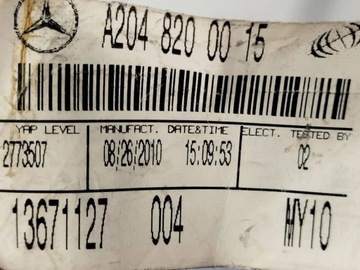 A204 820 00 15
YAP LEVEL MANUFACT. DATE&TIME ELECT. TESTED BY
2773507 08/26/2010 15:09:53 02
13671127 004 MY10